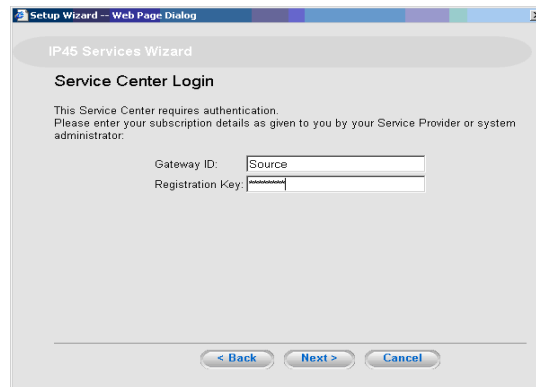 Setup Wizard -- Web Page Dialog
IP45 Services Wizard
Service Center Login
This Service Center requires authentication.
Please enter your subscription details as given to you by your Service Provider or system
administrator:
Gateway ID: Source
Registration Key: ********
< Back Next > Cancel